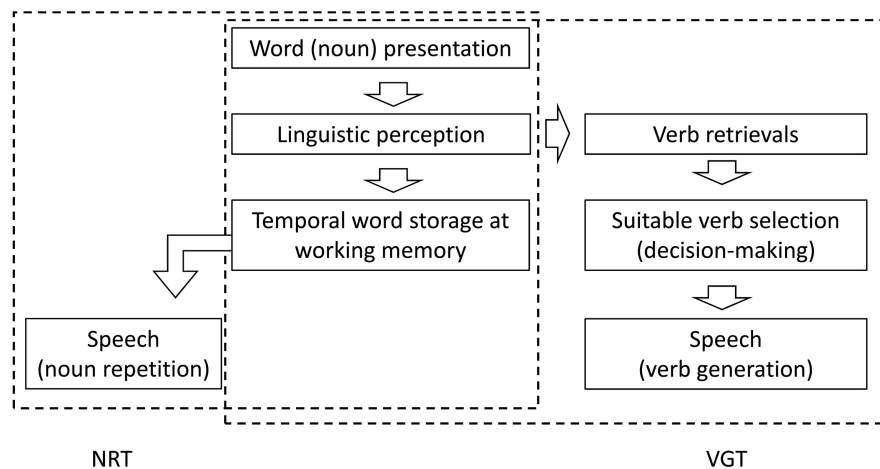 Word (noun) presentation
Linguistic perception
Verb retrievals
Temporal word storage at
working memory
Suitable verb selection
(decision-making)
Speech
(noun repetition)
Speech
(verb generation)
NRT
VGT